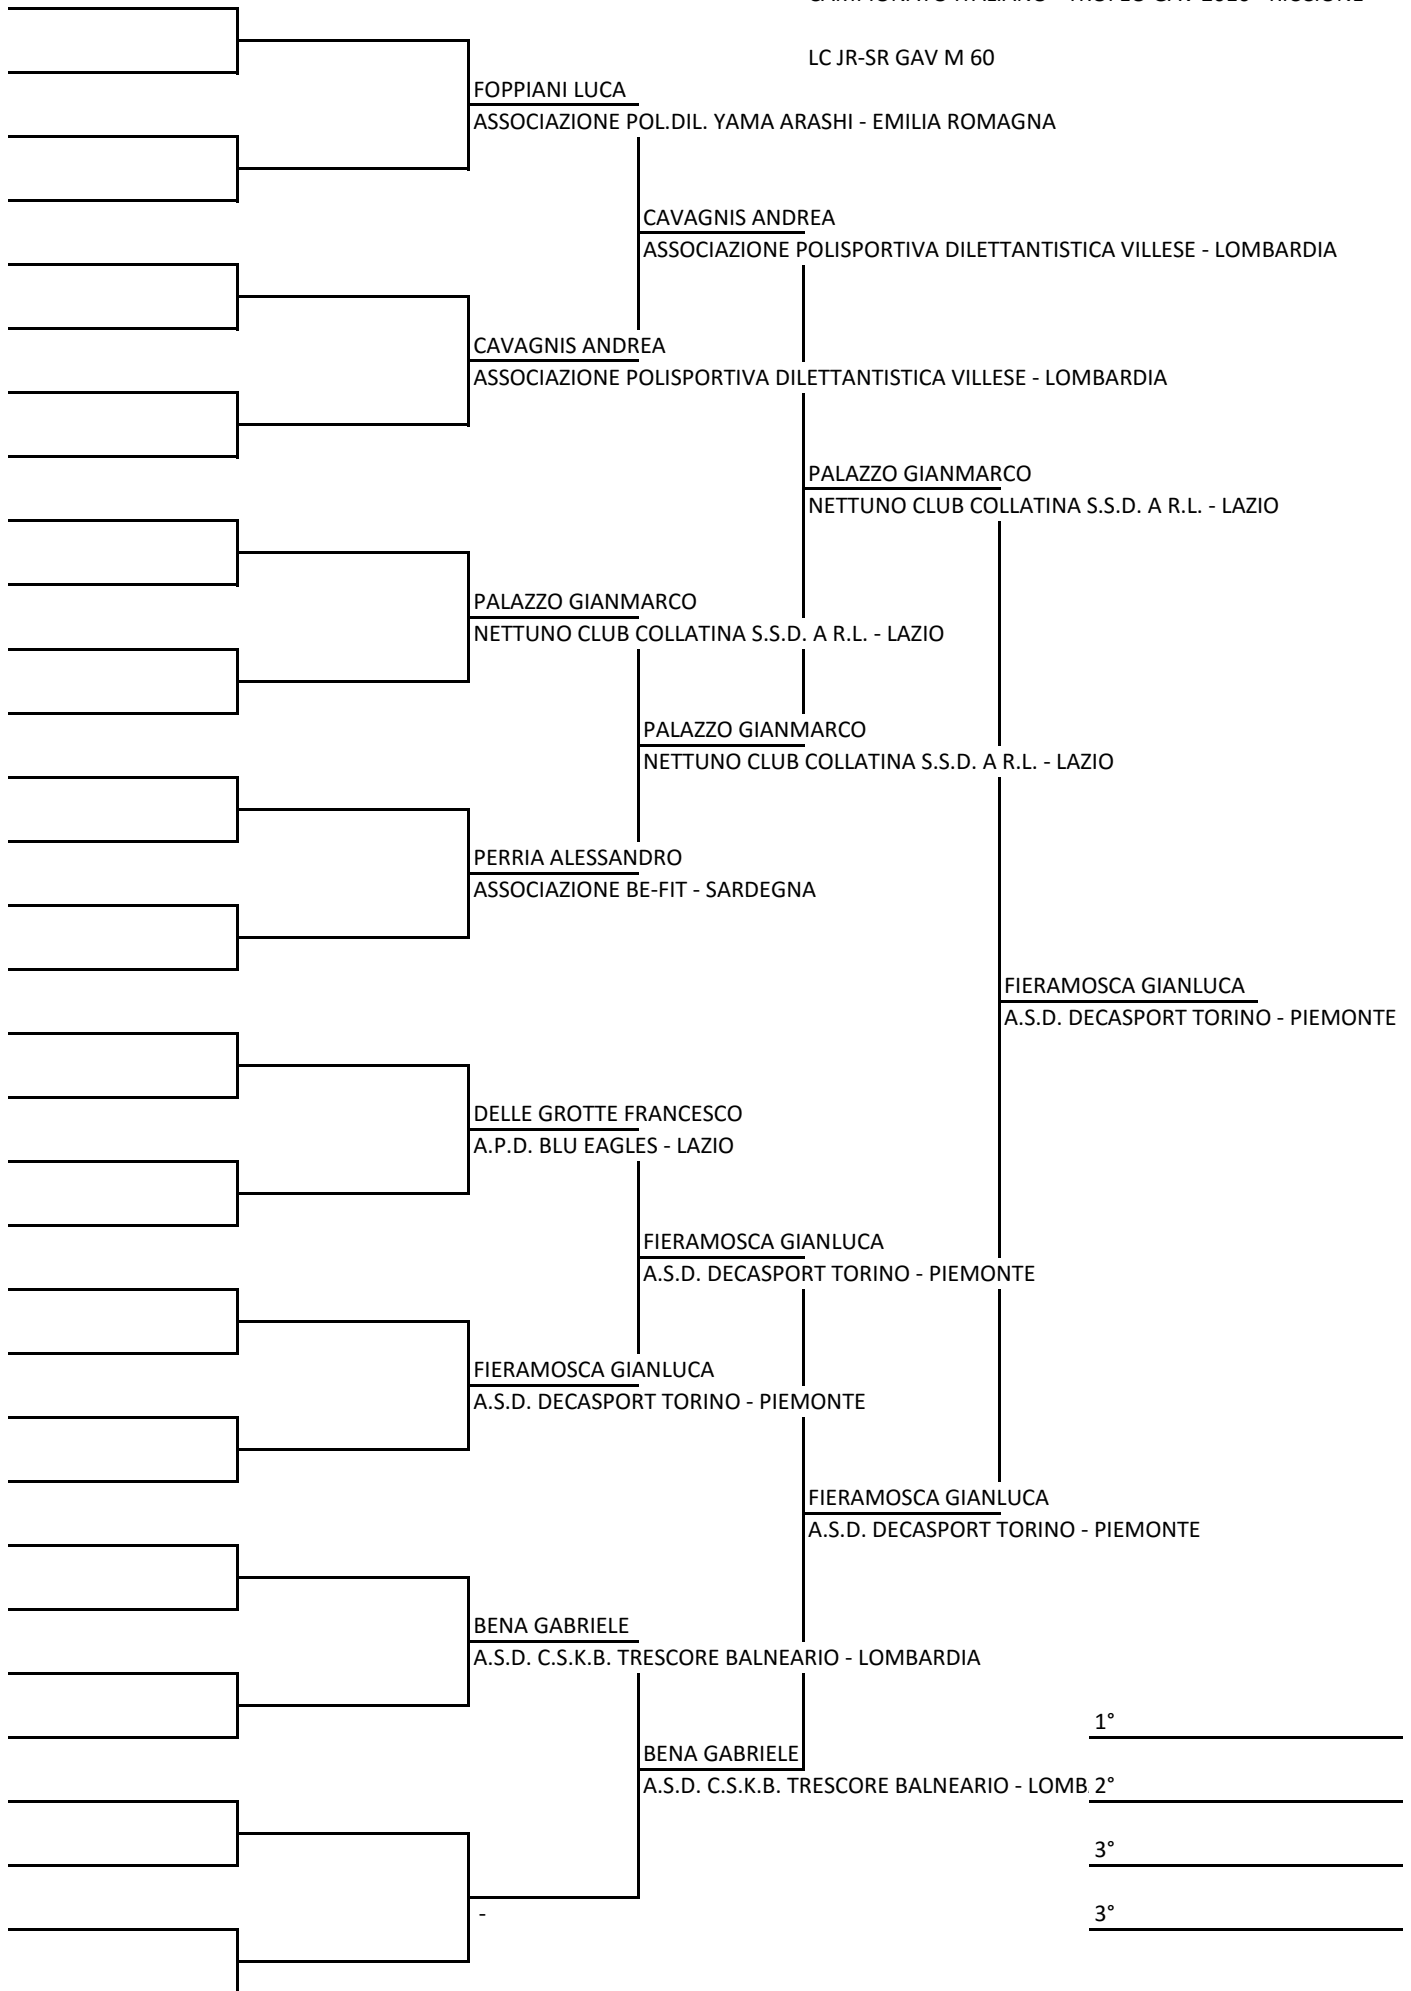 LC JR-SR GAV M 60
FOPPIANI LUCA
ASSOCIAZIONE POL.DIL. YAMA ARASHI - EMILIA ROMAGNA
CAVAGNIS ANDREA
ASSOCIAZIONE POLISPORTIVA DILETTANTISTICA VILLESE - LOMBARDIA
CAVAGNIS ANDREA
ASSOCIAZIONE POLISPORTIVA DILETTANTISTICA VILLESE - LOMBARDIA
PALAZZO GIANMARCO
NETTUNO CLUB COLLATINA S.S.D. A R.L. - LAZIO
PALAZZO GIANMARCO
NETTUNO CLUB COLLATINA S.S.D. A R.L. - LAZIO
PALAZZO GIANMARCO
NETTUNO CLUB COLLATINA S.S.D. A R.L. - LAZIO
PERRIA ALESSANDRO
ASSOCIAZIONE BE-FIT - SARDEGNA
FIERAMOSCA GIANLUCA
A.S.D. DECASPORT TORINO - PIEMONTE
DELLE GROTTE FRANCESCO
A.P.D. BLU EAGLES - LAZIO
FIERAMOSCA GIANLUCA
A.S.D. DECASPORT TORINO - PIEMONTE
FIERAMOSCA GIANLUCA
A.S.D. DECASPORT TORINO - PIEMONTE
FIERAMOSCA GIANLUCA
A.S.D. DECASPORT TORINO - PIEMONTE
BENA GABRIELE
A.S.D. C.S.K.B. TRESCORE BALNEARIO - LOMBARDIA
1°
BENA GABRIELE
A.S.D. C.S.K.B. TRESCORE BALNEARIO - LOMB
2°
3°
-
3°